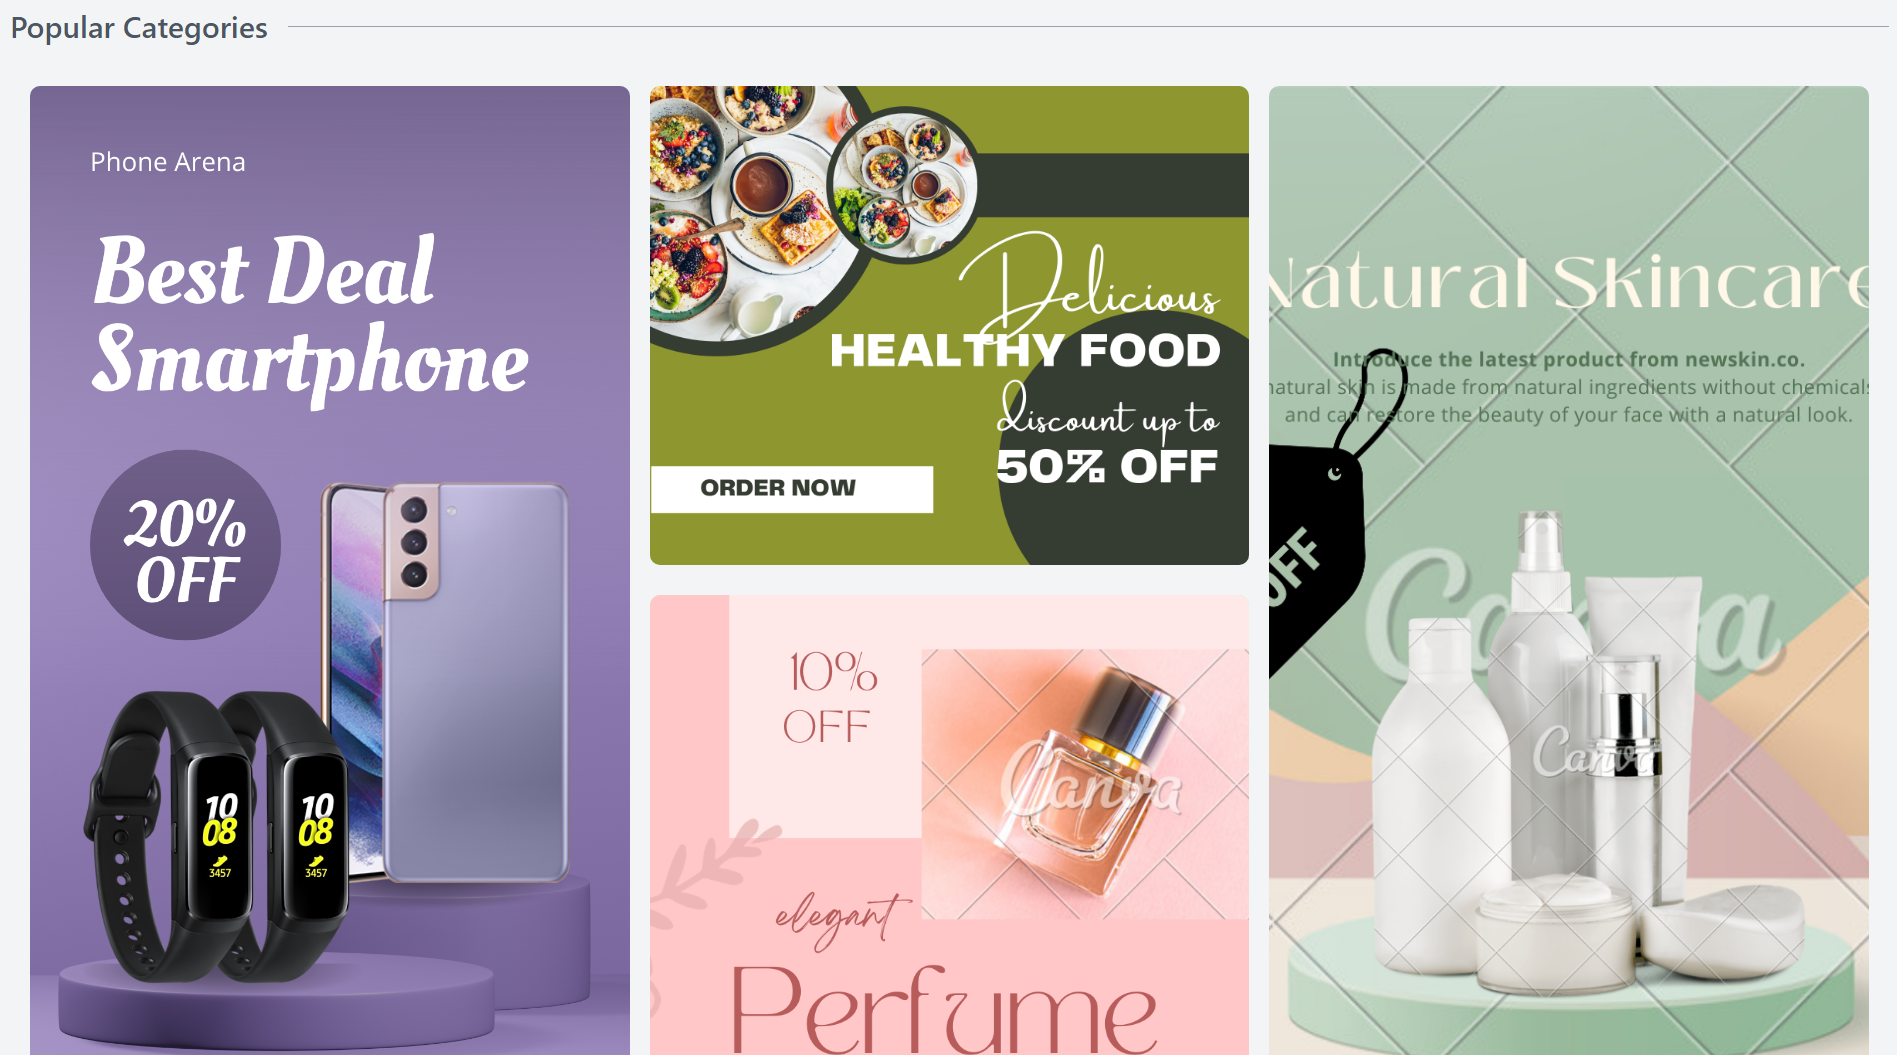 Popular Categories
Phone Arena
Best Deal
Smartphone
20%
OFF
10
08
3457
10
08
3457
Delicious
HEALTHY FOOD
discount up to
50% OFF
ORDER NOW
10%
OFF
Canva
elegant
Perfume
Natural Skincare
Introduce the latest product from newskin.co.
natural skin is made from natural ingredients without chemicals
and can restore the beauty of your face with a natural look.
OFF
Canva
Canva